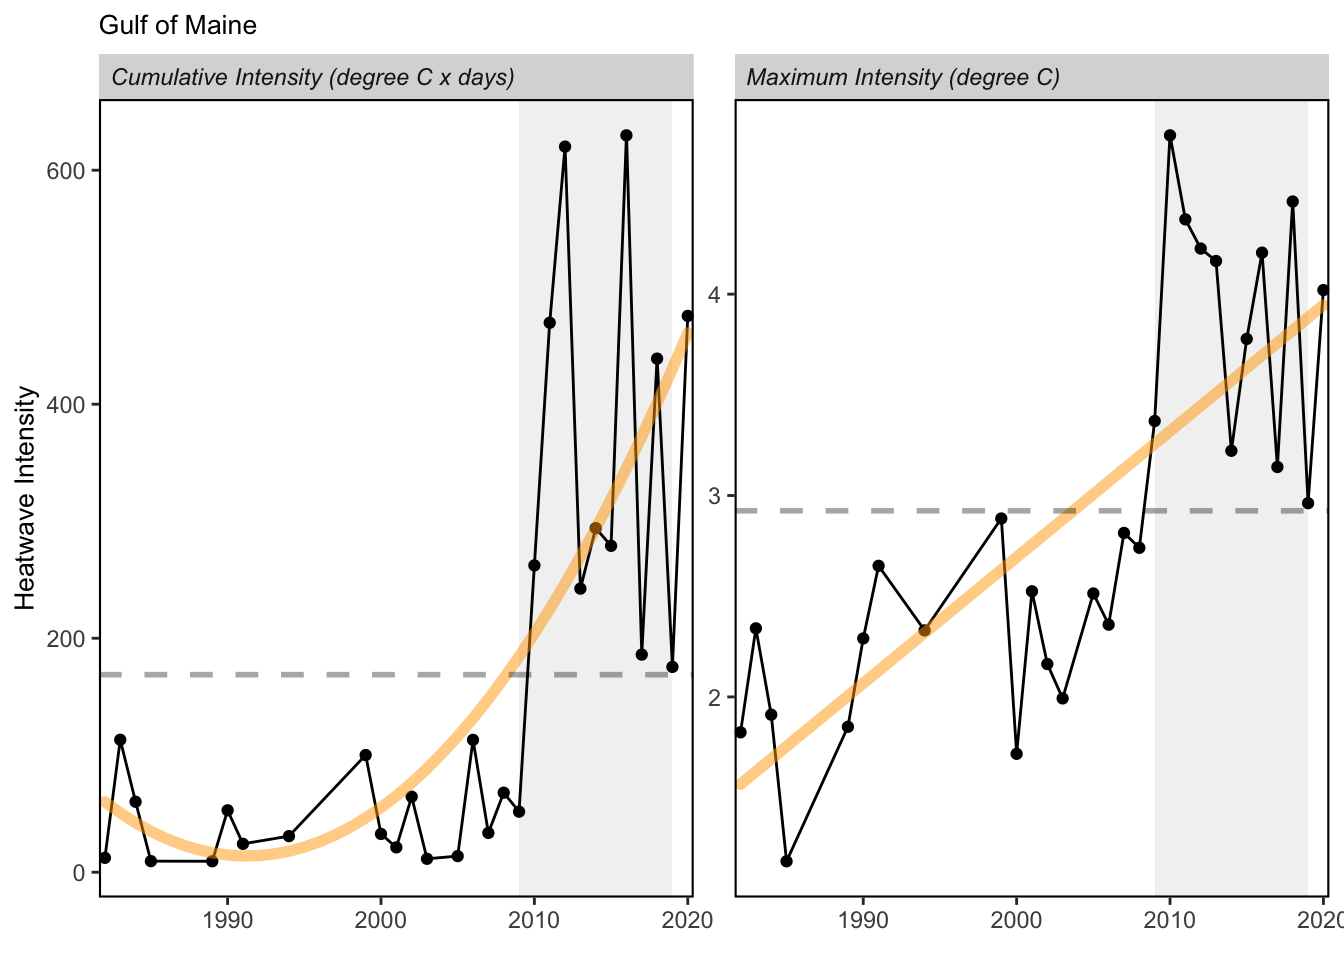 Gulf of Maine
Cumulative Intensity (degree C x days)
Maximum Intensity (degree C)
Heatwave Intensity
600
400
200
0
1990 2000 2010 2020
4
3
2
1990 2000 2010 2020